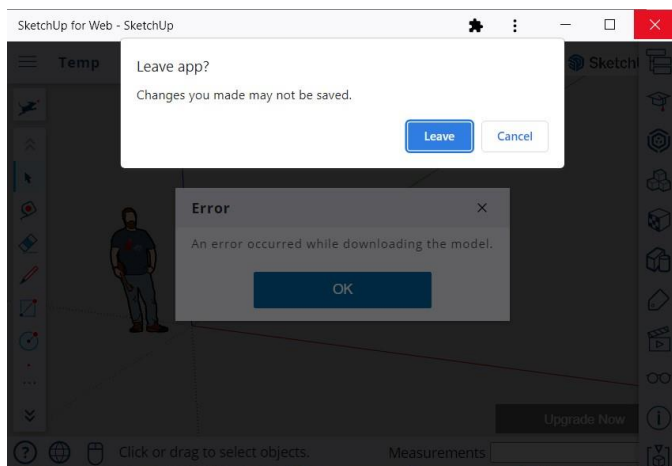 SketchUp for Web - SketchUp
Leave app?
Changes you made may not be saved.
Leave
Cancel
Temp
Sketch
Error
An error occurred while downloading the model.
OK
Upgrade Now
Click or drag to select objects.
Measurements